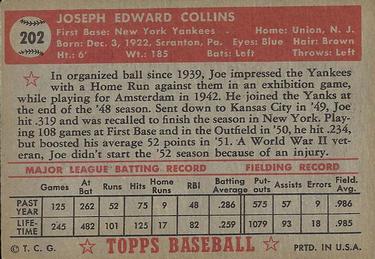 202
JOSEPH EDWARD COLLINS
First Base: New York Yankees Home: Union, N. J.
Born: Dec. 3, 1922, Scranton, Pa. Eyes: Blue Hair: Brown
Ht.: 6' Wt.: 185 Bats: Left Throws: Left
In organized ball since 1939, Joe impressed the Yankees
with a Home Run against them in an exhibition game,
while playing for Amsterdam in 1942. He joined the Yanks at
the end of the '48 season. Sent down to Kansas City in '49, Joe
hit .319 and was recalled to finish the season in New York. Play-
ing 108 games at First Base and in the Outfield in '50, he hit .234,
but boosted his average 52 points in '51. A World War II vet-
eran, Joe didn't start the '52 season because of an injury.
MAJOR LEAGUE BATTING RECORD FIELDING RECORD
Games At Bat Runs Hits Home Runs RBI Batting Average Put-outs Assists Errors Field. Avg.
PAST YEAR 125 262 52 75 9 48 .286 575 57 9 .986
LIFE-TIME 245 482 101 125 17 82 .259 1079 93 18 .985
© T. C. G. TOPPS BASEBALL PRTD. IN U.S.A.